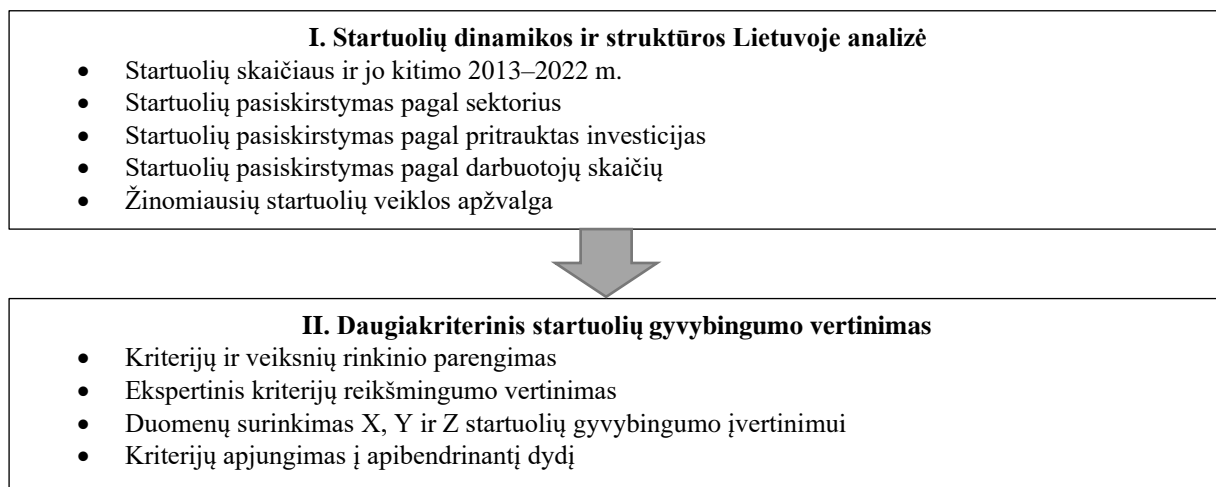 I. Startuolių dinamikos ir struktūros Lietuvoje analizė
• Startuolių skaičiaus ir jo kitimo 2013–2022 m.
• Startuolių pasiskirstymas pagal sektorius
• Startuolių pasiskirstymas pagal pritrauktas investicijas
• Startuolių pasiskirstymas pagal darbuotojų skaičių
• Žinomiausių startuolių veiklos apžvalga
II. Daugiakriterinis startuolių gyvybingumo vertinimas
• Kriterijų ir veiksnių rinkinio parengimas
• Ekspertinis kriterijų reikšmingumo vertinimas
• Duomenų surinkimas X, Y ir Z startuolių gyvybingumo įvertinimui
• Kriterijų apjungimas į apibendrinantį dydį